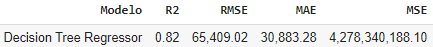 Modelo R2 RMSE MAE MSE
Decision Tree Regressor 0.82 65,409.02 30,883.28 4,278,340,188.10